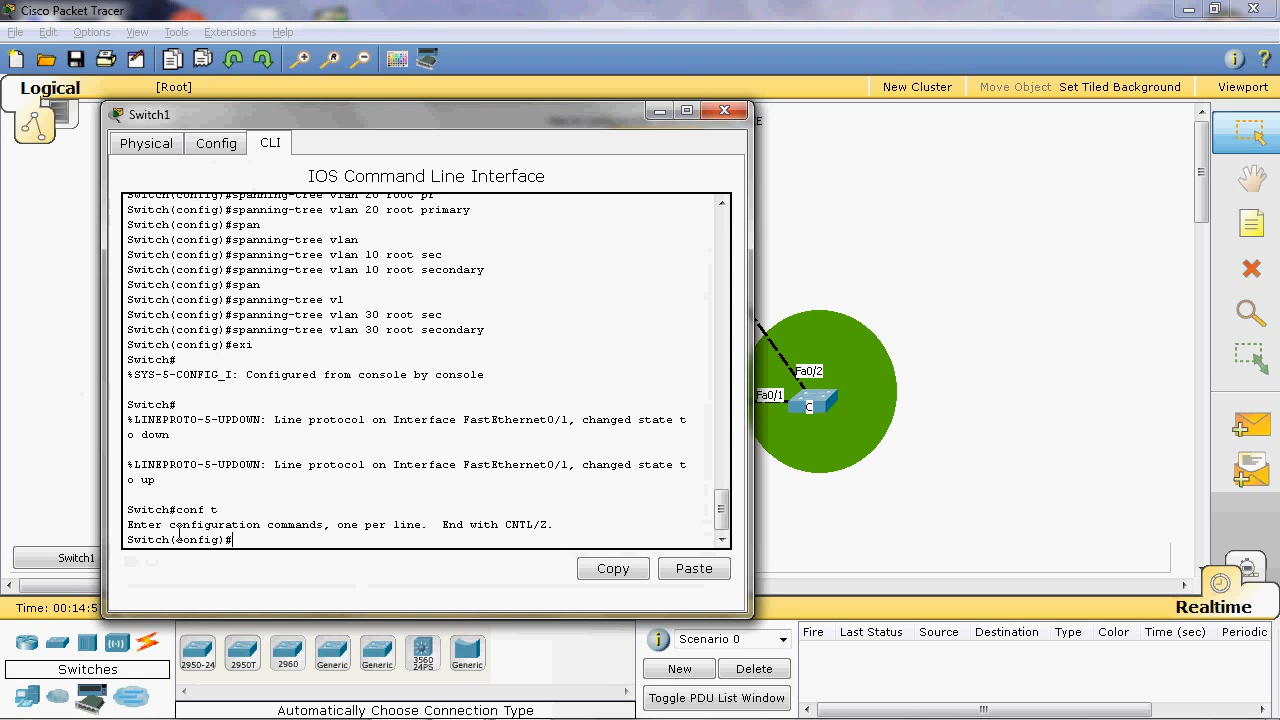 Cisco Packet Tracer
File Edit Options View Tools Extensions Help
Logical
[Root]
New Cluster
Move Object
Set Tiled Background
Viewport
Switch1
Physical
Config
CLI
IOS Command Line Interface
Switch(config)#spanning-tree vlan 20 root pr
Switch(config)#spanning-tree vlan 20 root primary
Switch(config)#span
Switch(config)#spanning-tree vlan
Switch(config)#spanning-tree vlan 10 root sec
Switch(config)#spanning-tree vlan 10 root secondary
Switch(config)#span
Switch(config)#spanning-tree vl
Switch(config)#spanning-tree vlan 30 root sec
Switch(config)#spanning-tree vlan 30 root secondary
Switch(config)#exi
Switch#
%SYS-5-CONFIG_I: Configured from console by console
Switch#
%LINEPROTO-5-UPDOWN: Line protocol on Interface FastEthernet0/1, changed state t
o down
%LINEPROTO-5-UPDOWN: Line protocol on Interface FastEthernet0/1, changed state t
o up
Switch#conf t
Enter configuration commands, one per line. End with CNTL/Z.
Switch(config)#
Copy
Paste
Fa0/2
Fa0/1
C
Switch1
Time: 00:14:5
Realtime
Switches
2950-24
2950T
2960
Generic
Generic
3560
24PS
Generic
Automatically Choose Connection Type
Scenario 0
New
Delete
Toggle PDU List Window
Fire Last Status Source Destination Type Color Time (sec) Periodic